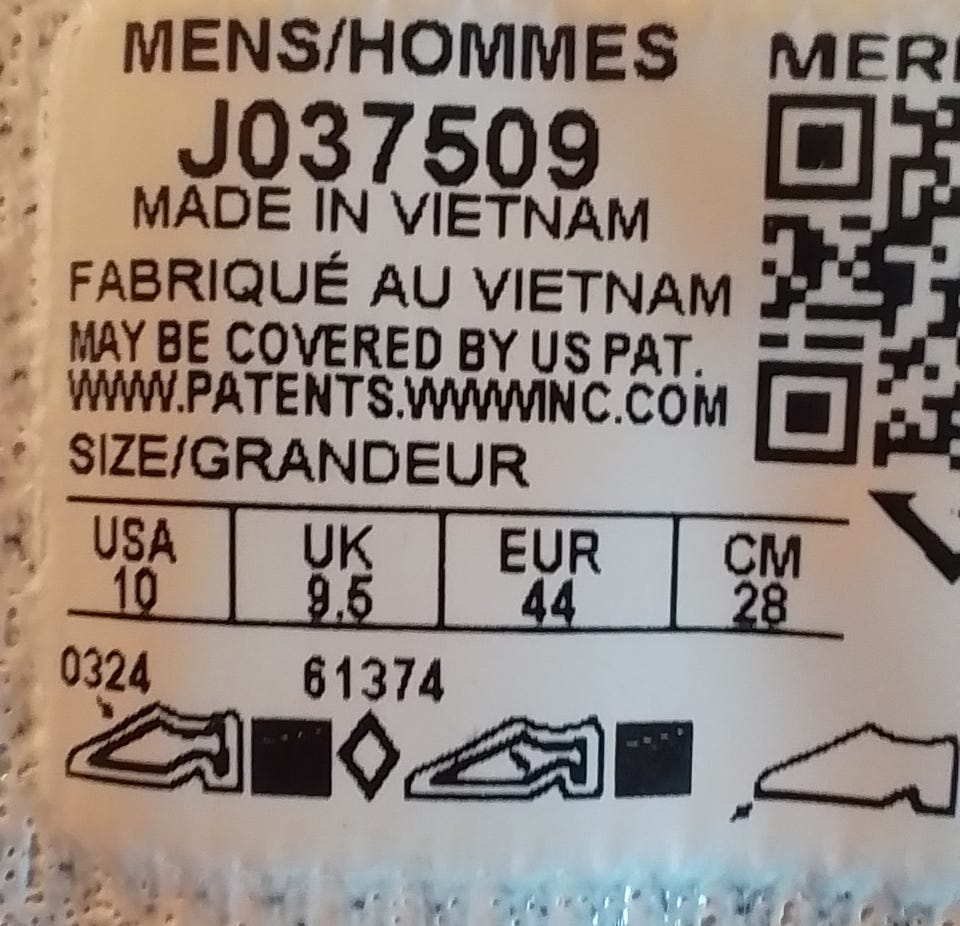 MENS/HOMMES
J037509
MADE IN VIETNAM
FABRIQUÉ AU VIETNAM
MAY BE COVERED BY US PAT.
WWW.PATENTS.WWWINC.COM
SIZE/GRANDEUR
USA UK EUR CM
10 9.5 44 28
0324 61374